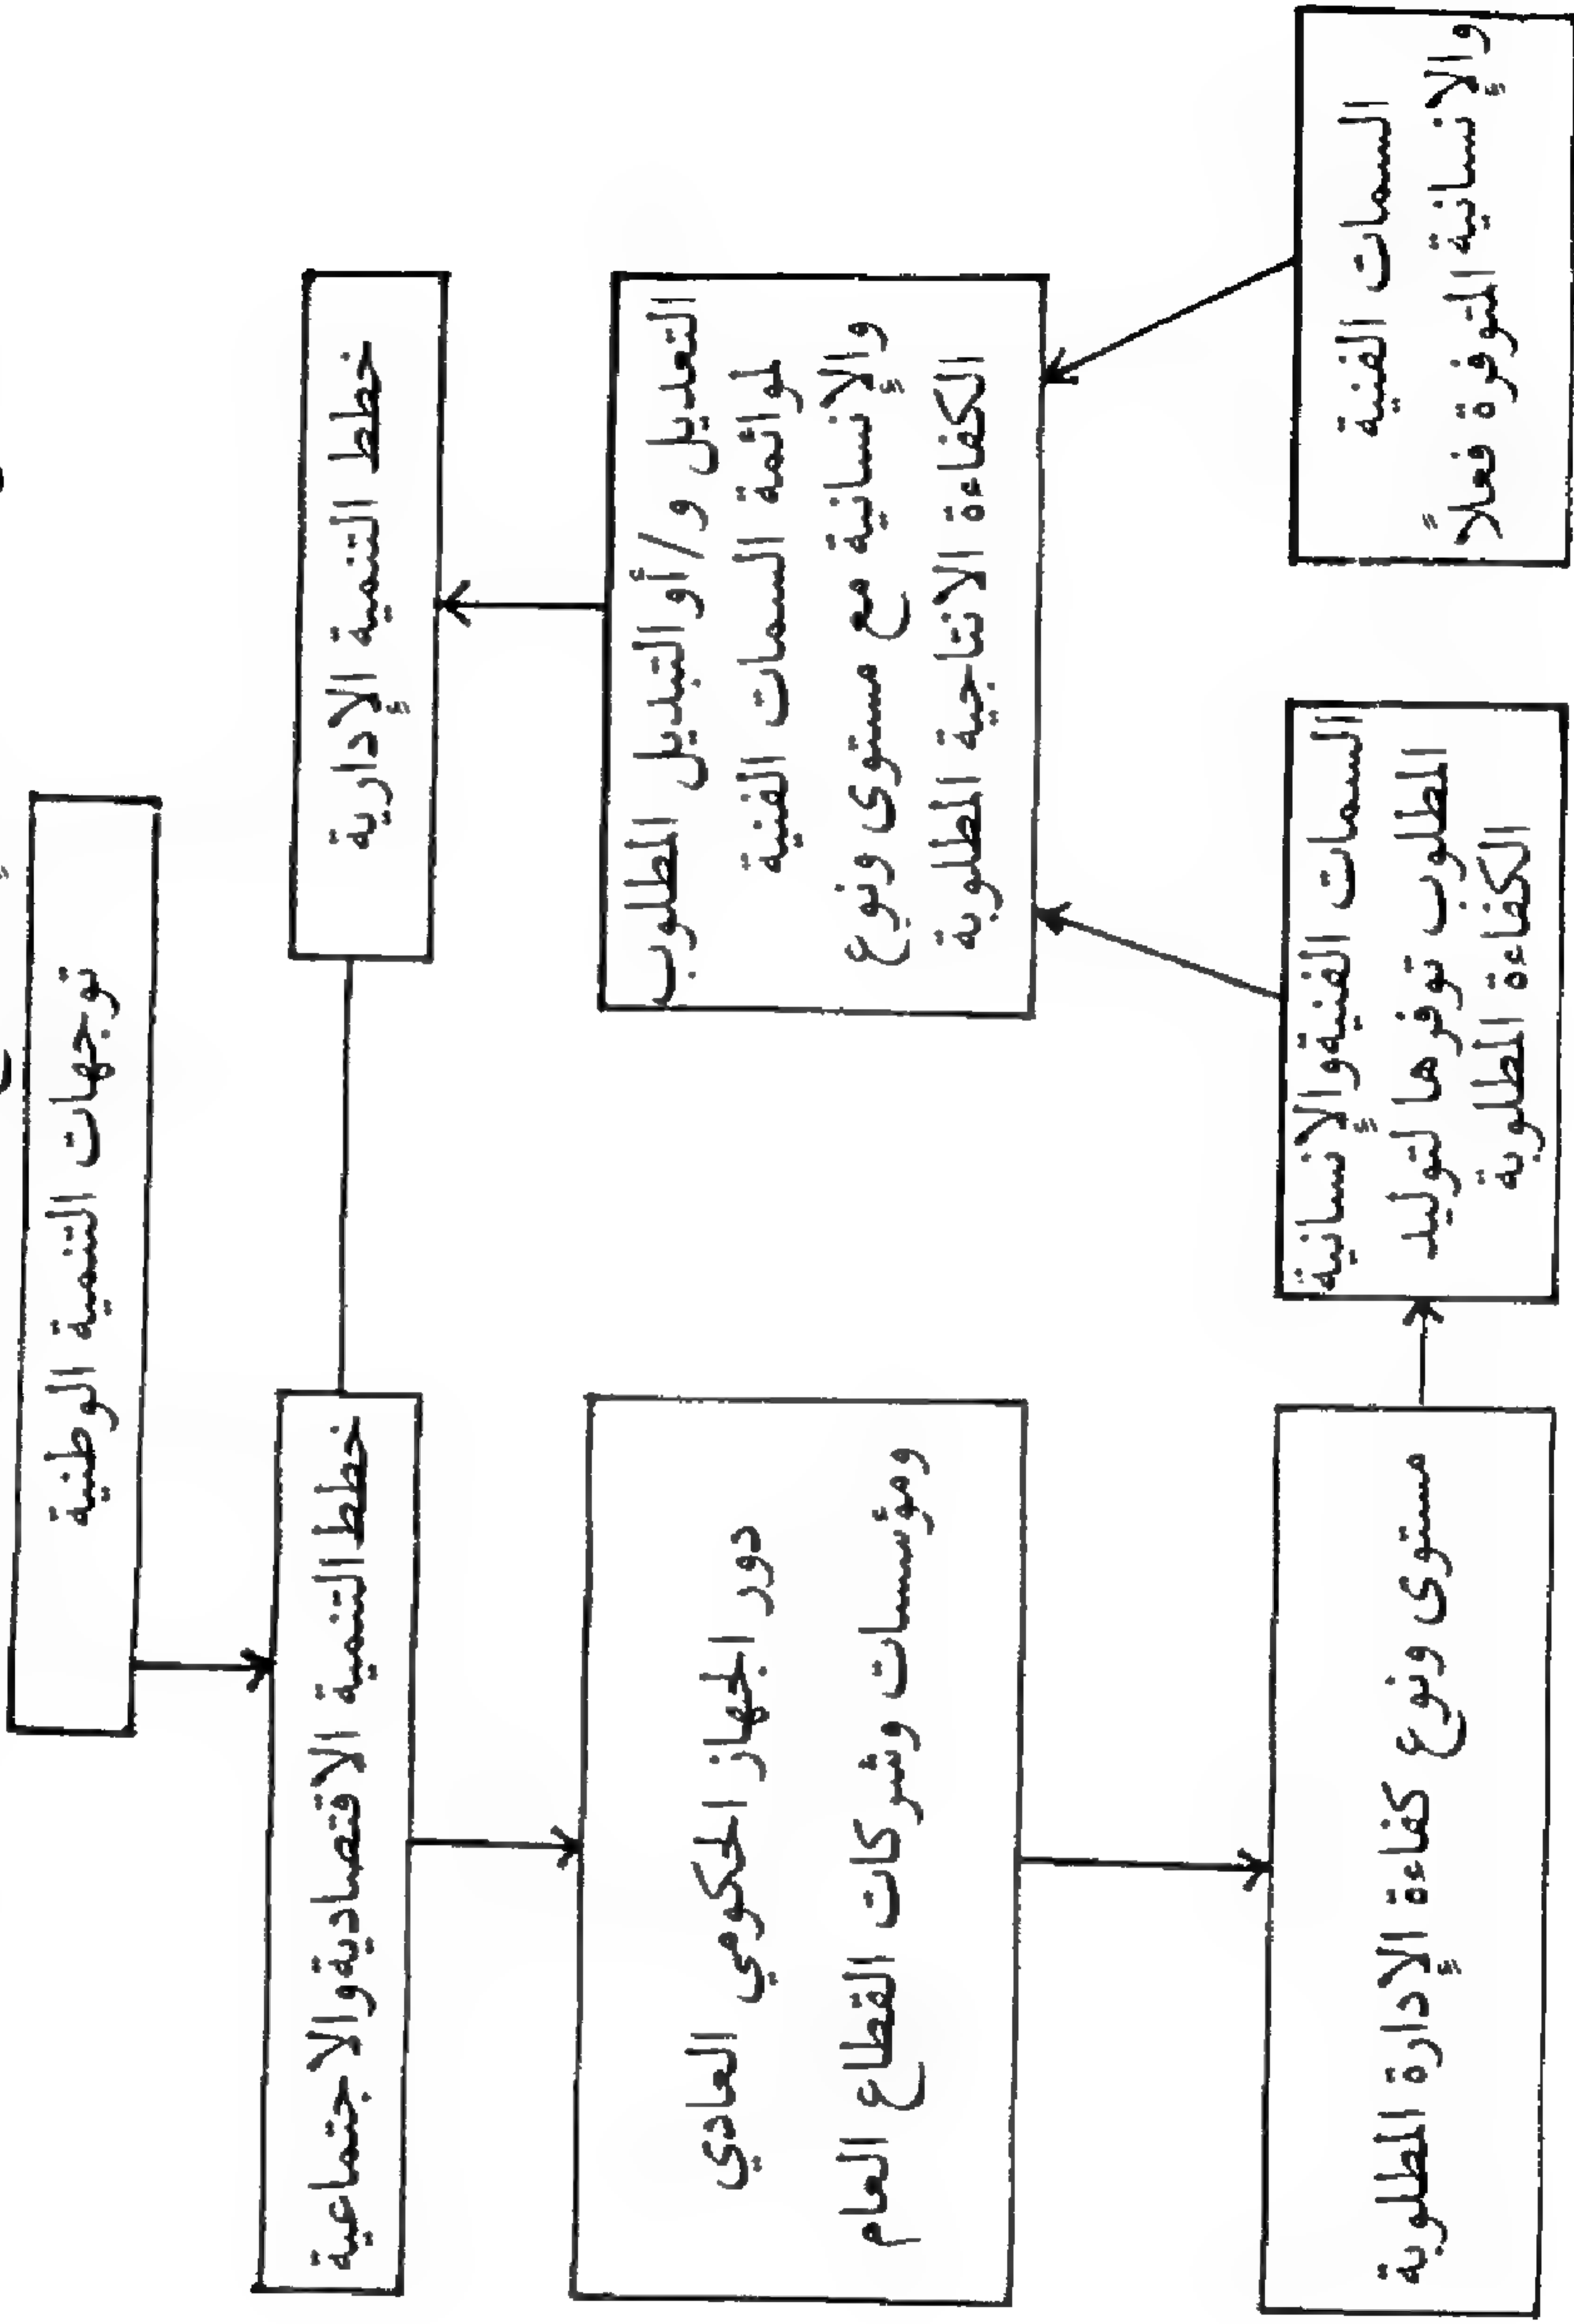 توجهات التنمية الوطنية
خطط التنمية الإدارية
خطط التنمية الاقتصادية والاجتماعية
التعديل و/أو التبديل المطلوب
لموائمة السمات الفنية
والإنسانية مع مستوى ونوع
الكفاءة الانتاجية المطلوبة
دور الجهاز الحكومي العادي
ومؤسسات وشركات القطاع العام
السمات الفنية
والإنسانية المتوفرة فعلاً
السمات الفنية والإنسانية
المطلوب توفرها لتوليد
الكفاءة المطلوبة
مستوى ونوع كفاءة الإدارة المطلوبة